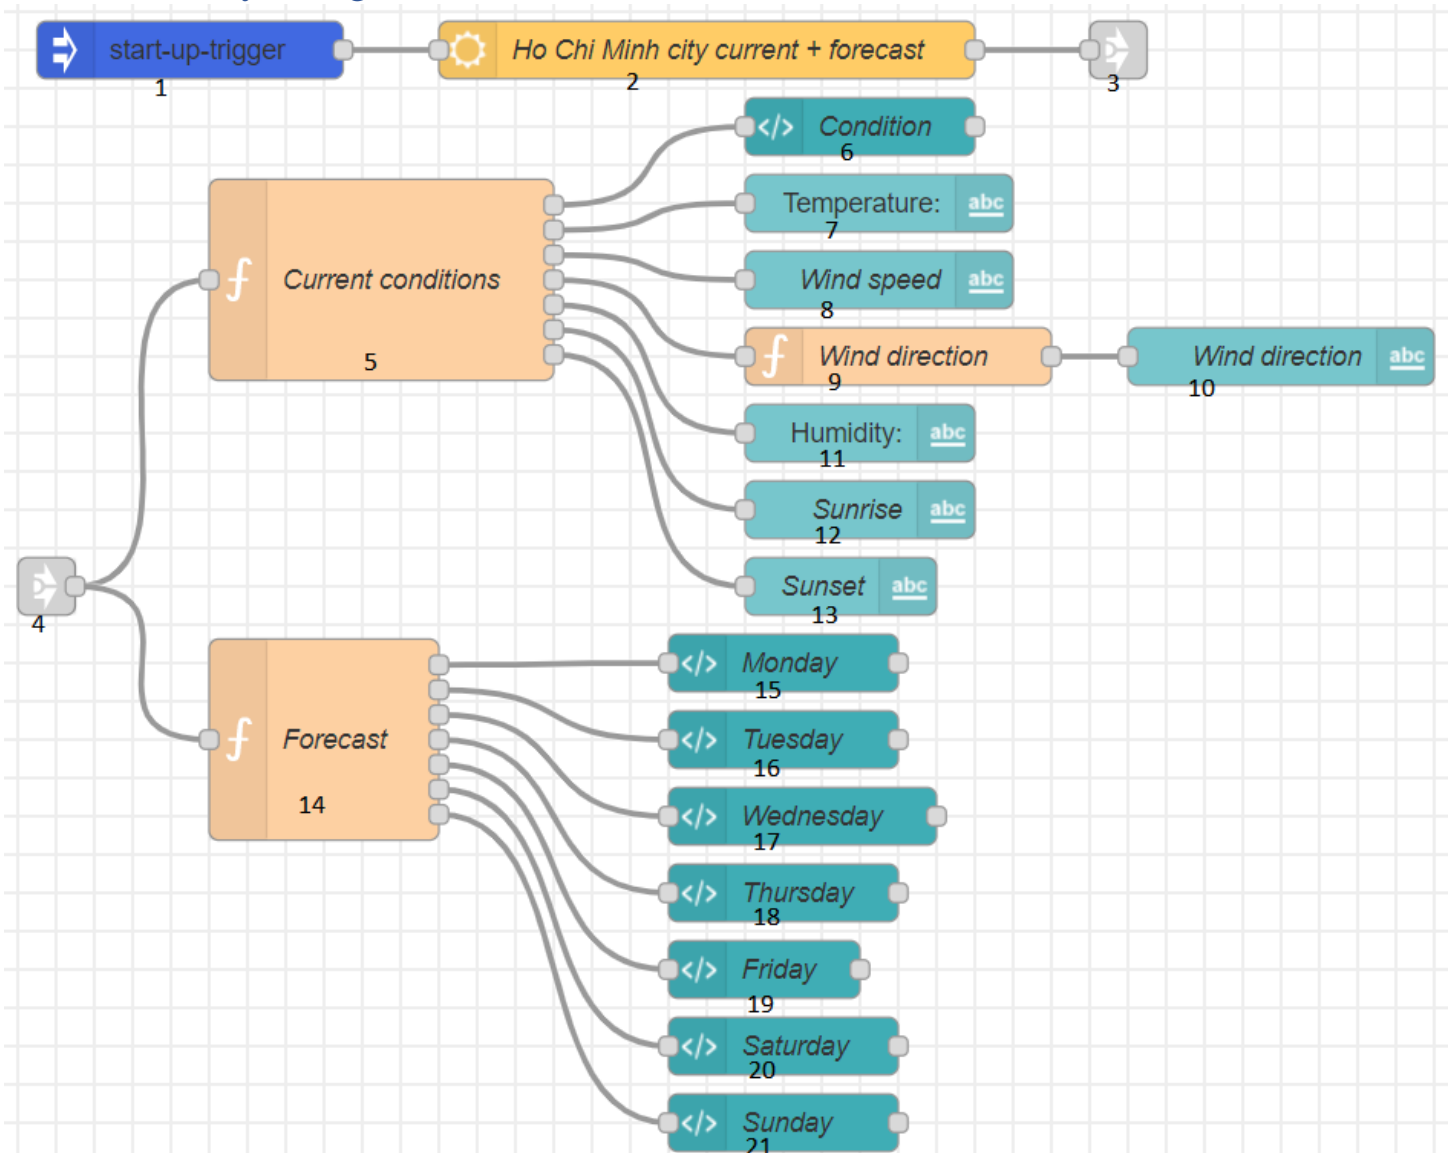 start-up-trigger
1
Ho Chi Minh city current + forecast
2
3
Condition
6
Temperature: abc
7
Current conditions
5
Wind speed abc
8
Wind direction
9
Wind direction abc
10
Humidity: abc
11
Sunrise abc
12
Sunset abc
13
4
Forecast
14
Monday
15
Tuesday
16
Wednesday
17
Thursday
18
Friday
19
Saturday
20
Sunday
21